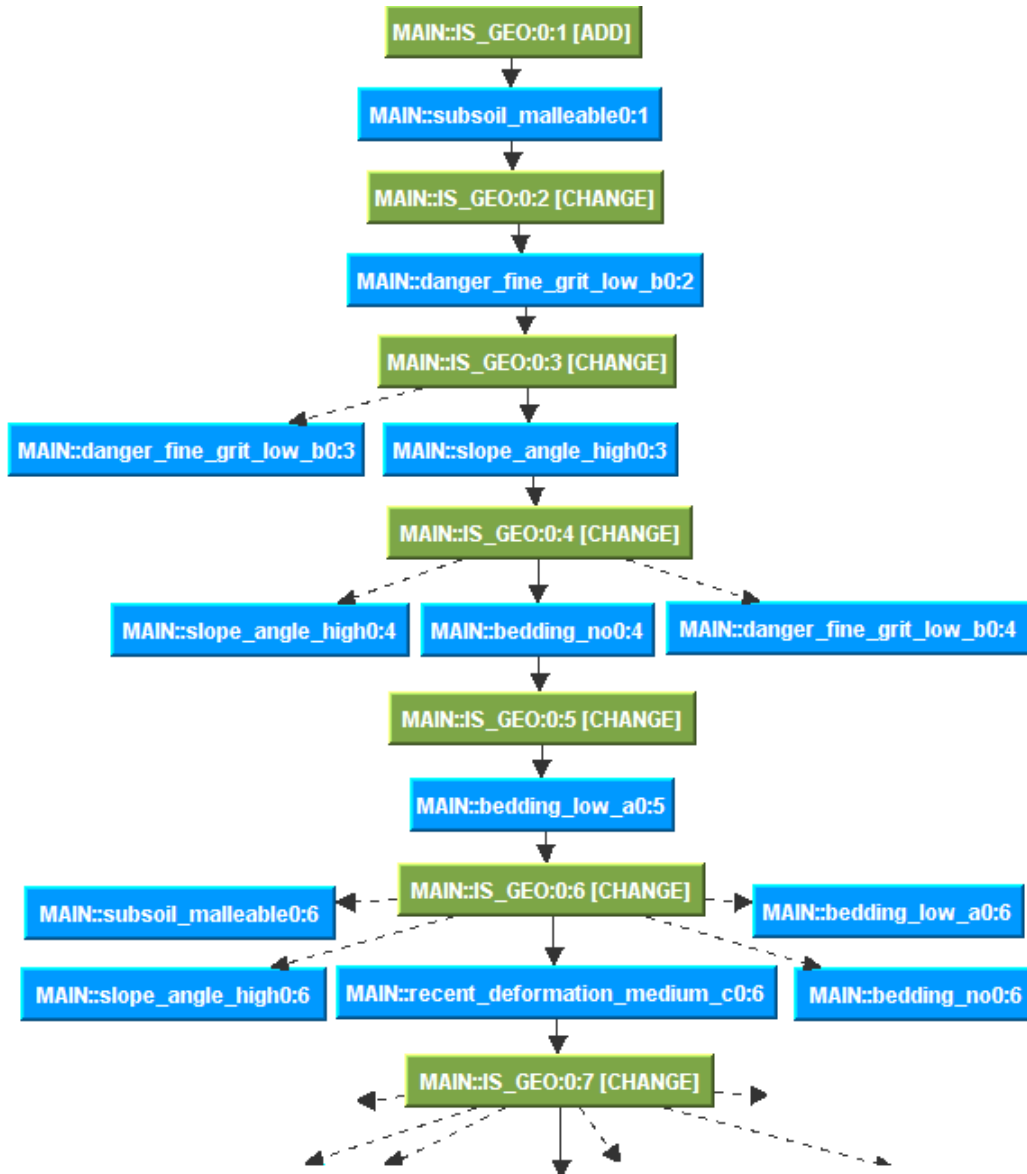 MAIN::IS_GEO:0:1 [ADD]
MAIN::subsoil_malleable0:1
MAIN::IS_GEO:0:2 [CHANGE]
MAIN::danger_fine_grit_low_b0:2
MAIN::IS_GEO:0:3 [CHANGE]
MAIN::danger_fine_grit_low_b0:3
MAIN::slope_angle_high0:3
MAIN::IS_GEO:0:4 [CHANGE]
MAIN::slope_angle_high0:4
MAIN::bedding_no0:4
MAIN::danger_fine_grit_low_b0:4
MAIN::IS_GEO:0:5 [CHANGE]
MAIN::bedding_low_a0:5
MAIN::IS_GEO:0:6 [CHANGE]
MAIN::subsoil_malleable0:6
MAIN::bedding_low_a0:6
MAIN::slope_angle_high0:6
MAIN::recent_deformation_medium_c0:6
MAIN::bedding_no0:6
MAIN::IS_GEO:0:7 [CHANGE]